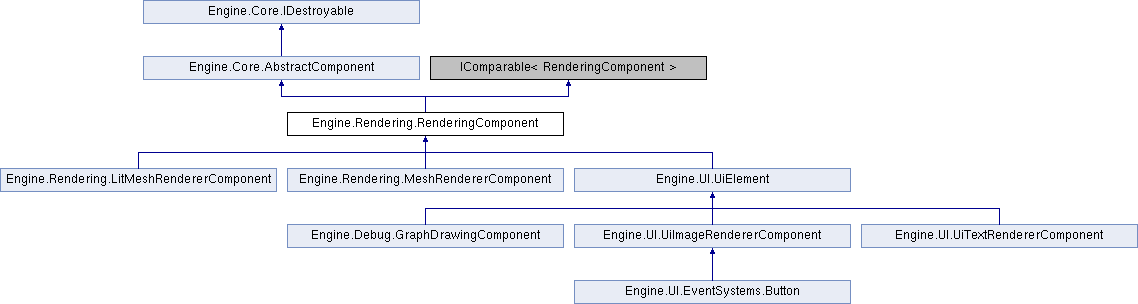 Engine.Core.IDestroyable
Engine.Core.AbstractComponent
IComparable< RenderingComponent >
Engine.Rendering.RenderingComponent
Engine.Rendering.LitMeshRendererComponent
Engine.Rendering.MeshRendererComponent
Engine.UI.UiElement
Engine.Debug.GraphDrawingComponent
Engine.UI.UiImageRendererComponent
Engine.UI.UiTextRendererComponent
Engine.UI.EventSystems.Button